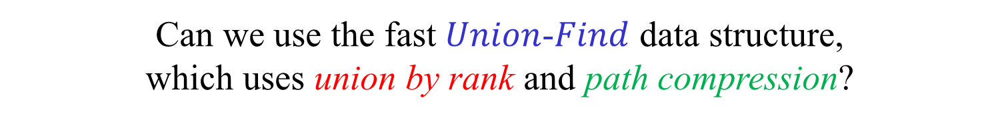 Can we use the fast Union-Find data structure,
which uses union by rank and path compression?